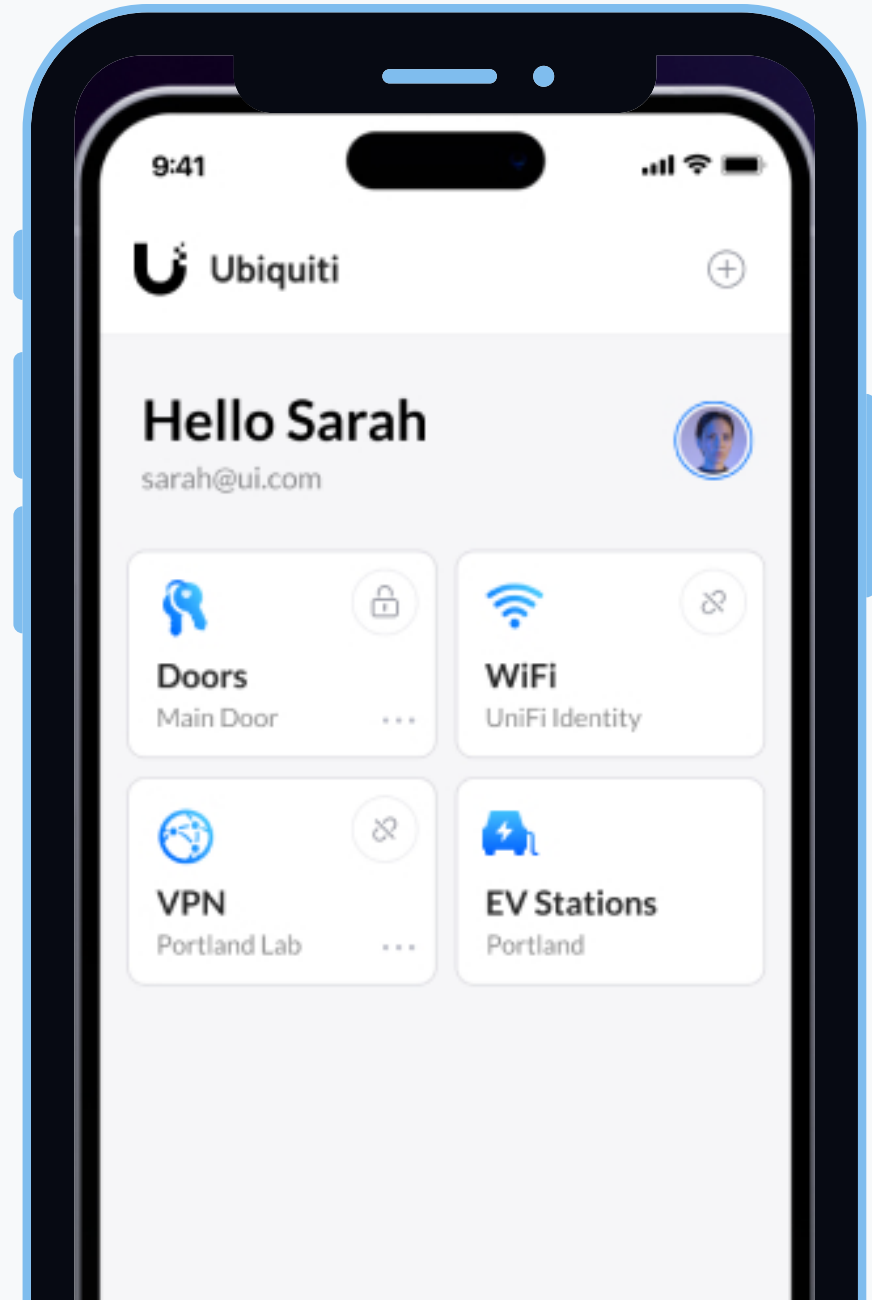 9:41
Ubiquiti
Hello Sarah
sarah@ui.com
Doors
Main Door
WiFi
UniFi Identity
VPN
Portland Lab
EV Stations
Portland